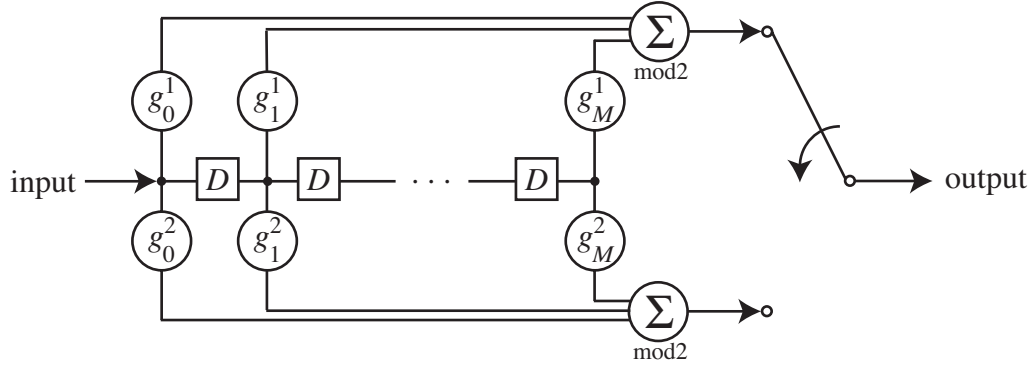 Σ
mod2
g_0^1 g_1^1 g_M^1
input D D · · · D output
g_0^2 g_1^2 g_M^2
Σ
mod2